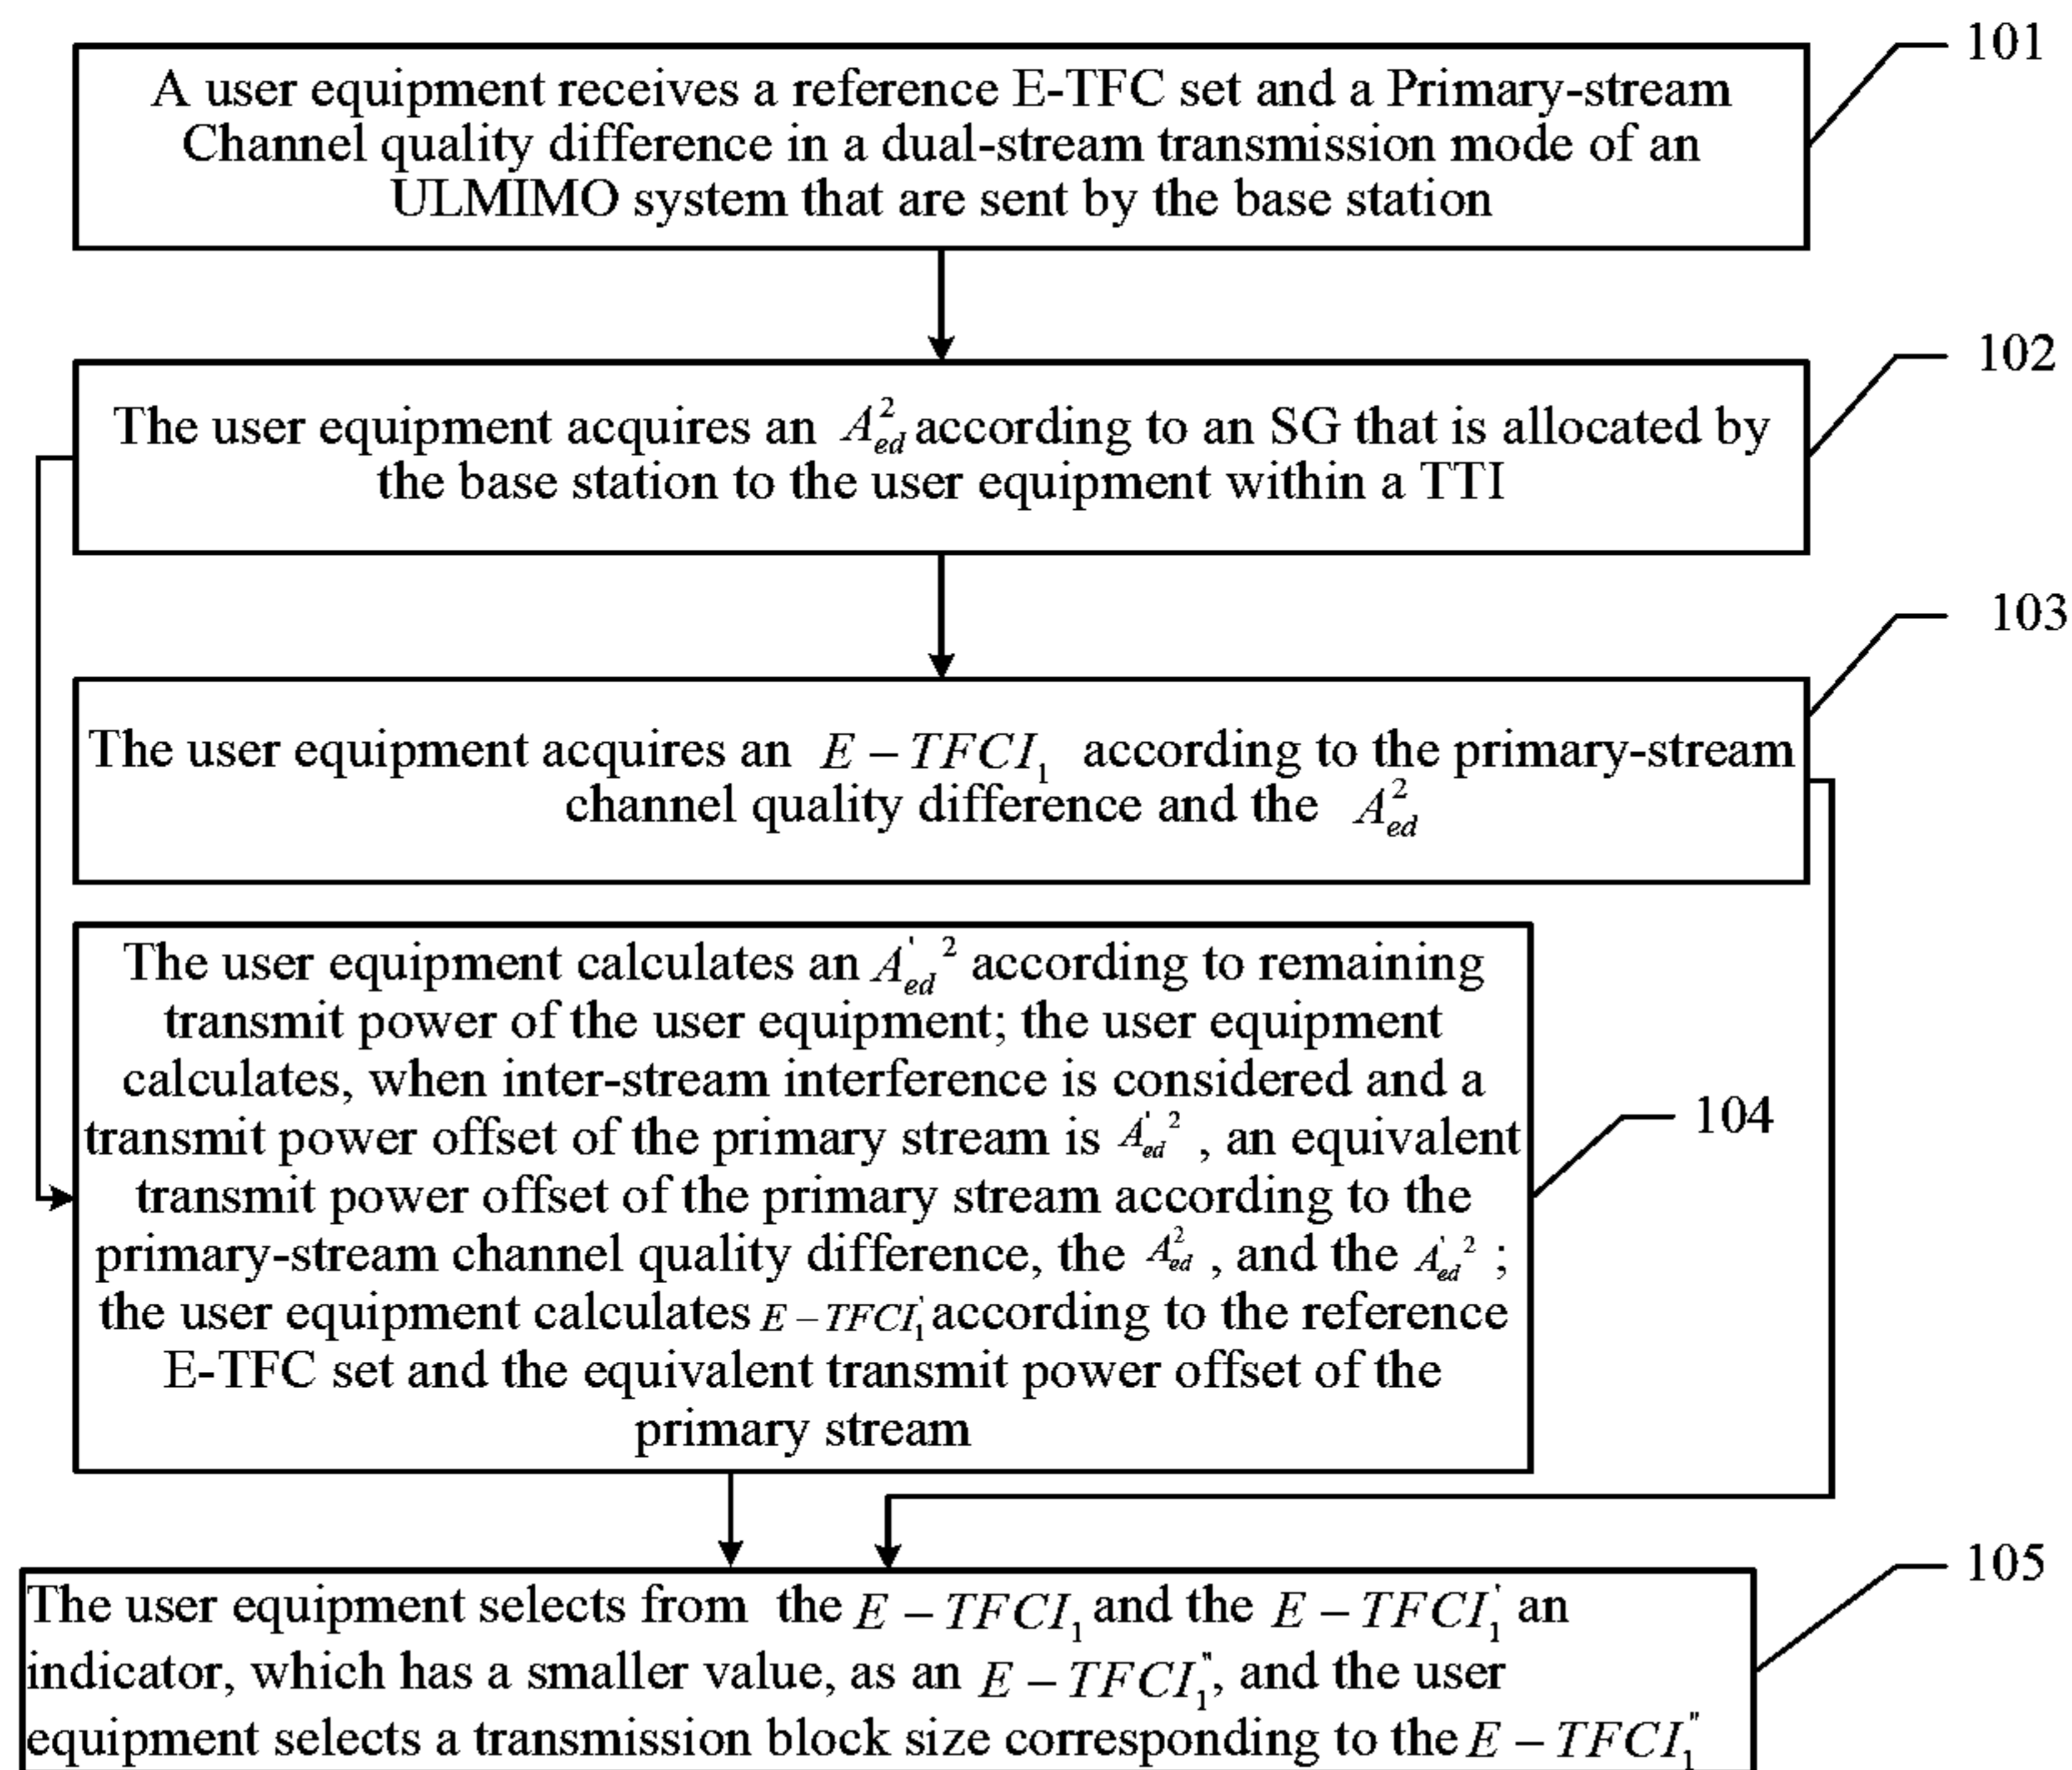 101
A user equipment receives a reference E-TFC set and a Primary-stream
Channel quality difference in a dual-stream transmission mode of an
ULMIMO system that are sent by the base station
102
The user equipment acquires an A²ed according to an SG that is allocated by
the base station to the user equipment within a TTI
103
The user equipment acquires an E – TFCI₁ according to the primary-stream
channel quality difference and the A²ed
The user equipment calculates an A'ed² according to remaining
transmit power of the user equipment; the user equipment
calculates, when inter-stream interference is considered and a
transmit power offset of the primary stream is A'ed², an equivalent
transmit power offset of the primary stream according to the
primary-stream channel quality difference, the A²ed, and the A'ed²;
the user equipment calculates E – TFCI₁' according to the reference
E-TFC set and the equivalent transmit power offset of the
primary stream
104
105
The user equipment selects from the E – TFCI₁ and the E – TFCI₁' an
indicator, which has a smaller value, as an E – TFCI₁", and the user
equipment selects a transmission block size corresponding to the E – TFCI₁"